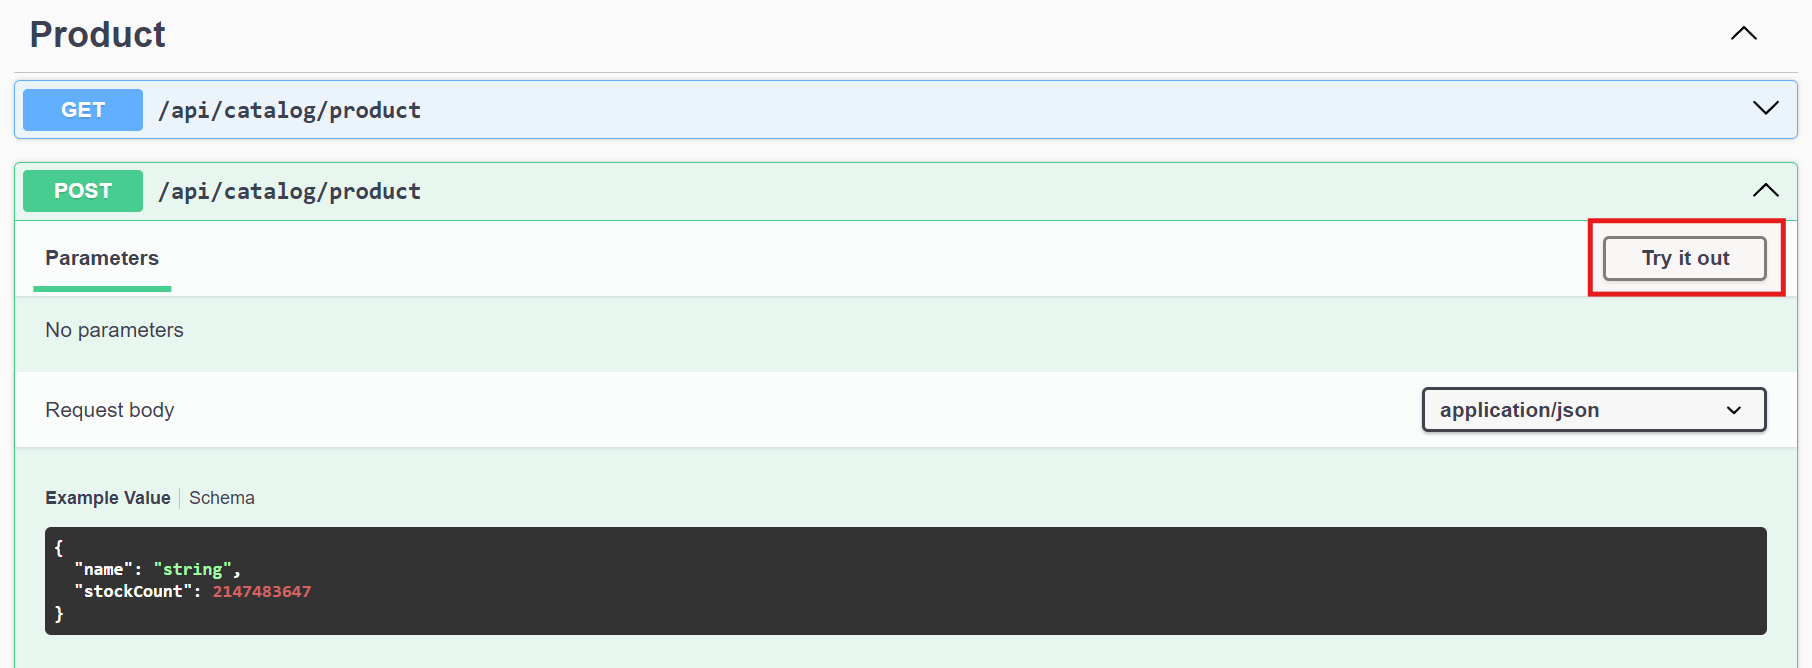 Product
GET /api/catalog/product
POST /api/catalog/product
Parameters
Try it out
No parameters
Request body
application/json
Example Value Schema
{
"name": "string",
"stockCount": 2147483647
}